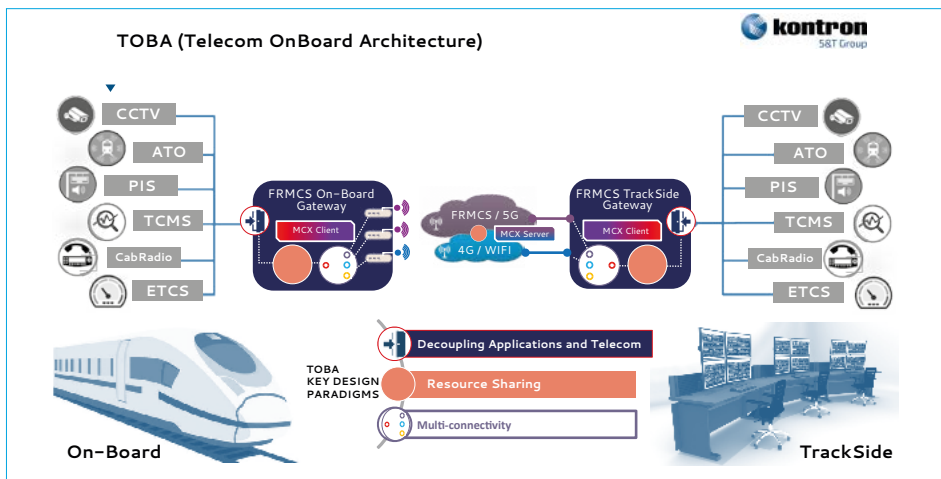 TOBA (Telecom OnBoard Architecture)
kontron
S&T Group
CCTV
ATO
PIS
TCMS
CabRadio
ETCS
FRMCS On-Board
Gateway
MCX Client
FRMCS / 5G
MCX Server
4G / WIFI
FRMCS TrackSide
Gateway
MCX Client
CCTV
ATO
PIS
TCMS
CabRadio
ETCS
TOBA
KEY DESIGN
PARADIGMS
Decoupling Applications and Telecom
Resource Sharing
Multi-connectivity
On-Board
TrackSide